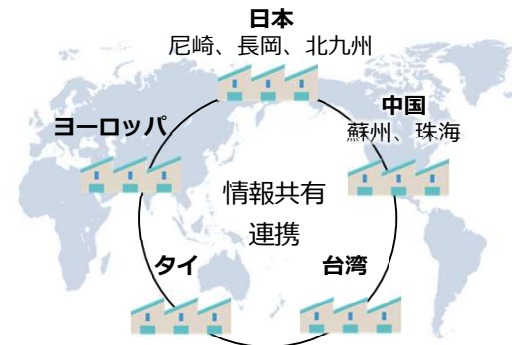 日本
尼崎、長岡、北九州
中国
蘇州、珠海
ヨーロッパ
情報共有
連携
タイ
台湾